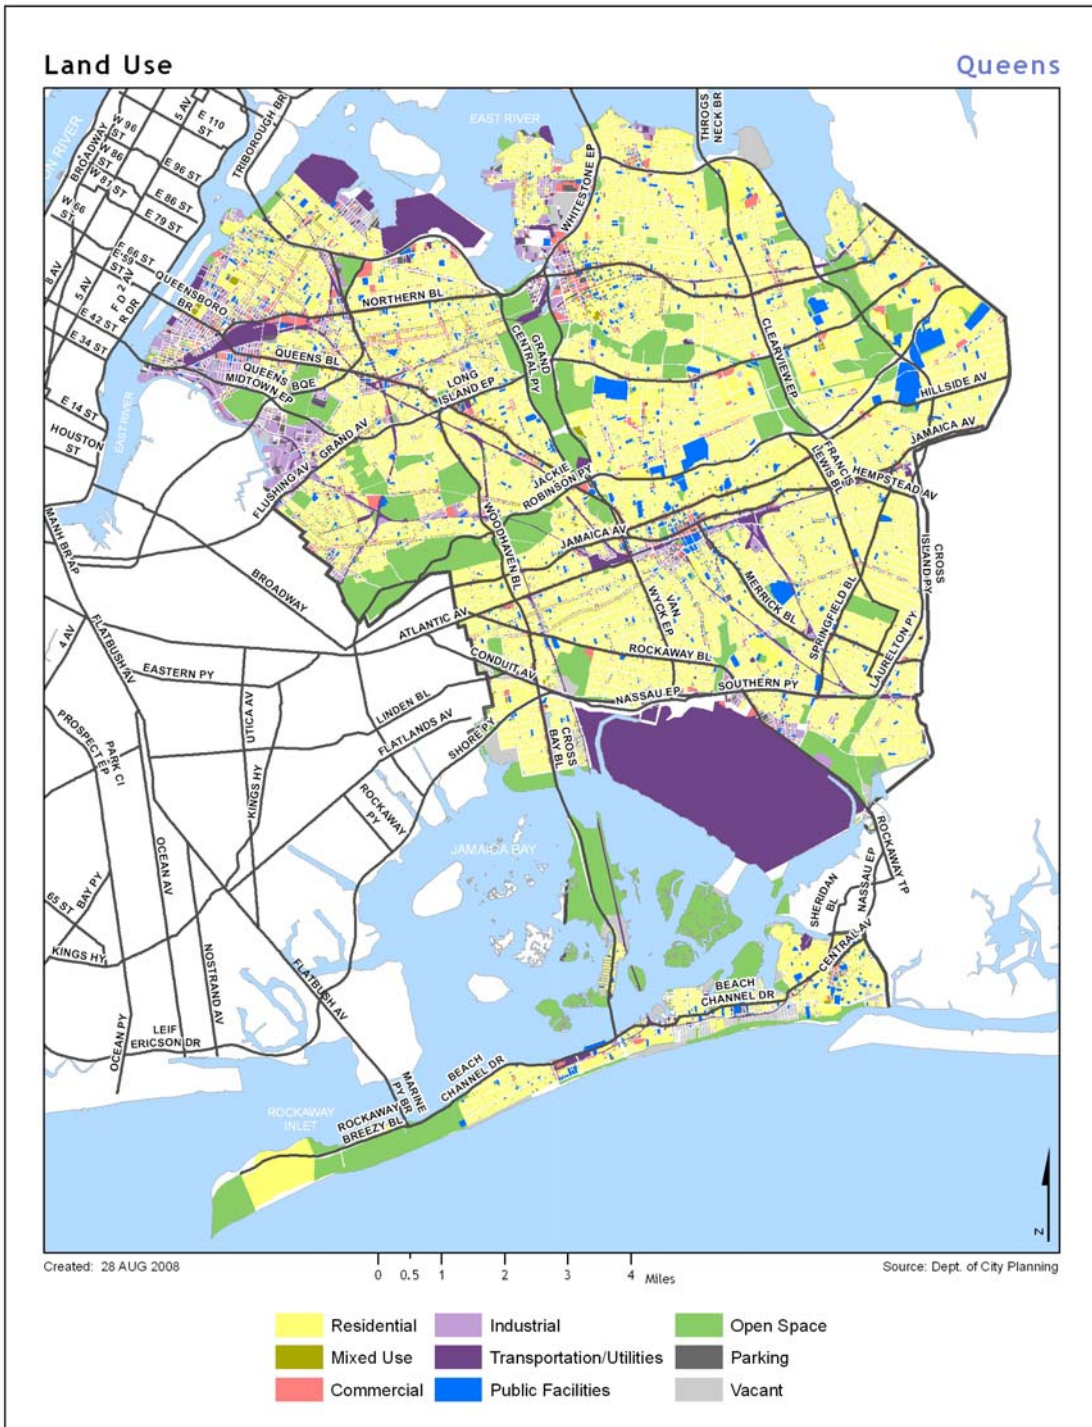 Land Use
Queens
EAST RIVER
THROGS
NECK BR
5 AV
E 110
ST
TRIBOROUGH BR
W 96
ST
BROADWAY
W 86
ST
W 81 ST
E 96 ST
E 86 ST
E 79 ST
W 66
ST
E 66 ST
E 59
ST
8 AV
5 AV
2 AV
F D
R DR
E 42 ST
E 34 ST
QUEENSBORO
BR
WHITESTONE EP
NORTHERN BL
GRAND
CENTRAL PY
CLEARVIEW EP
QUEENS BL
QUEENS
MIDTOWN EP
BQE
LONG
ISLAND EP
HILLSIDE AV
JAMAICA AV
E 14 ST
HOUSTON
ST
EAST RIVER
GRAND AV
FLUSHING AV
JACKIE
ROBINSON PY
FRANCIS
LEWIS BL
HEMPSTEAD AV
MANH BR AP
WOODHAVEN BL
JAMAICA AV
CROSS
ISLAND PY
BROADWAY
VAN
WYCK EP
MERRICK BL
SPRINGFIELD BL
ATLANTIC AV
4 AV
FLATBUSH AV
EASTERN PY
ROCKAWAY BL
LAURELTON PY
CONDUIT AV
NASSAU EP
SOUTHERN PY
UTICA AV
LINDEN BL
FLATLANDS AV
SHORE PY
PROSPECT EP
PARK CI
CROSS
BAY BL
KINGS HY
ROCKAWAY
PY
OCEAN AV
JAMAICA BAY
ROCKAWAY TP
NASSAU EP
SHERIDAN
BL
BAY PY
65 ST
KINGS HY
NOSTRAND AV
FLATBUSH AV
CENTRAL AV
BEACH
CHANNEL DR
OCEAN PY
LEIF
ERICSON DR
BEACH
CHANNEL DR
MARINE
PY BR
ROCKAWAY
INLET
ROCKAWAY
BREEZY BL
N
Created: 28 AUG 2008
0 0.5 1 2 3 4 Miles
Source: Dept. of City Planning
Residential
Industrial
Open Space
Mixed Use
Transportation/Utilities
Parking
Commercial
Public Facilities
Vacant